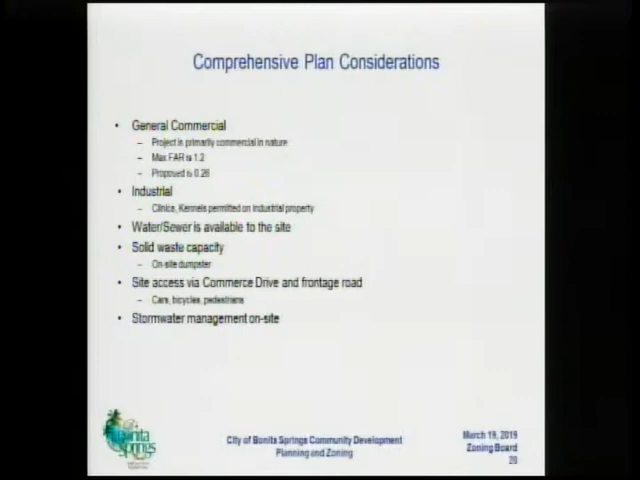 Comprehensive Plan Considerations
• General Commercial
– Project is primarily commercial in nature
– Max FAR is 1.2
– Proposed is 0.26
• Industrial
– Clinics, Kennels permitted on Industrial property
• Water/Sewer is available to the site
• Solid waste capacity
– On-site dumpster
• Site access via Commerce Drive and frontage road
– Cars, bicycles, pedestrians
• Stormwater management on-site
Bonita
Springs
City of Bonita Springs Community Development
Planning and Zoning
March 19, 2019
Zoning Board
20